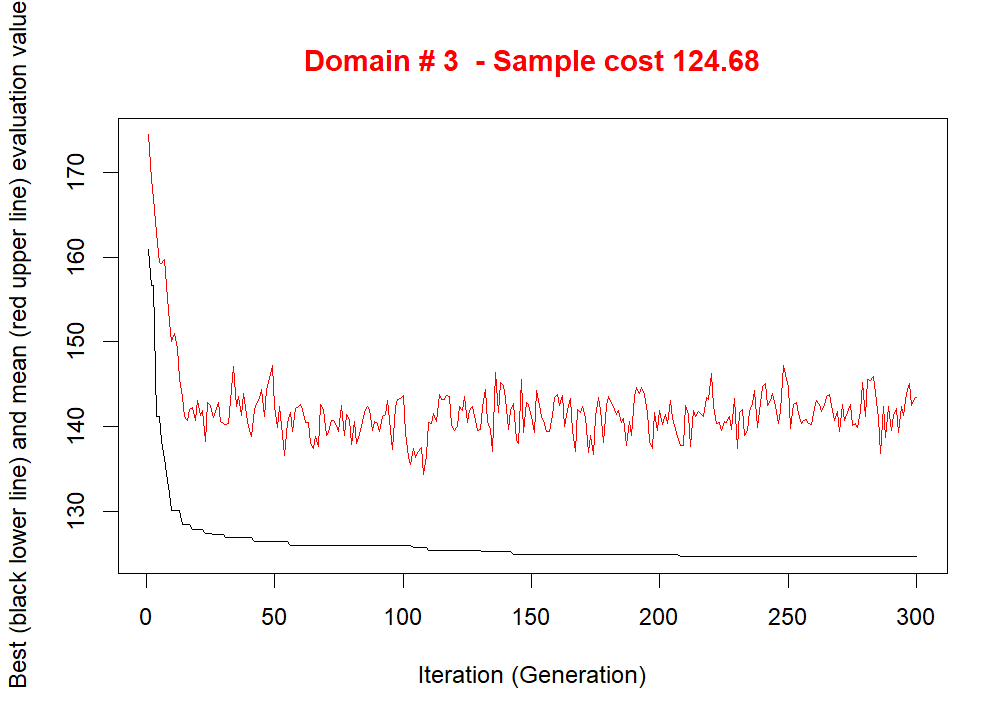 Domain # 3  - Sample cost 124.68
Best (black lower line) and mean (red upper line) evaluation value
170
160
150
140
130
0 50 100 150 200 250 300
Iteration (Generation)